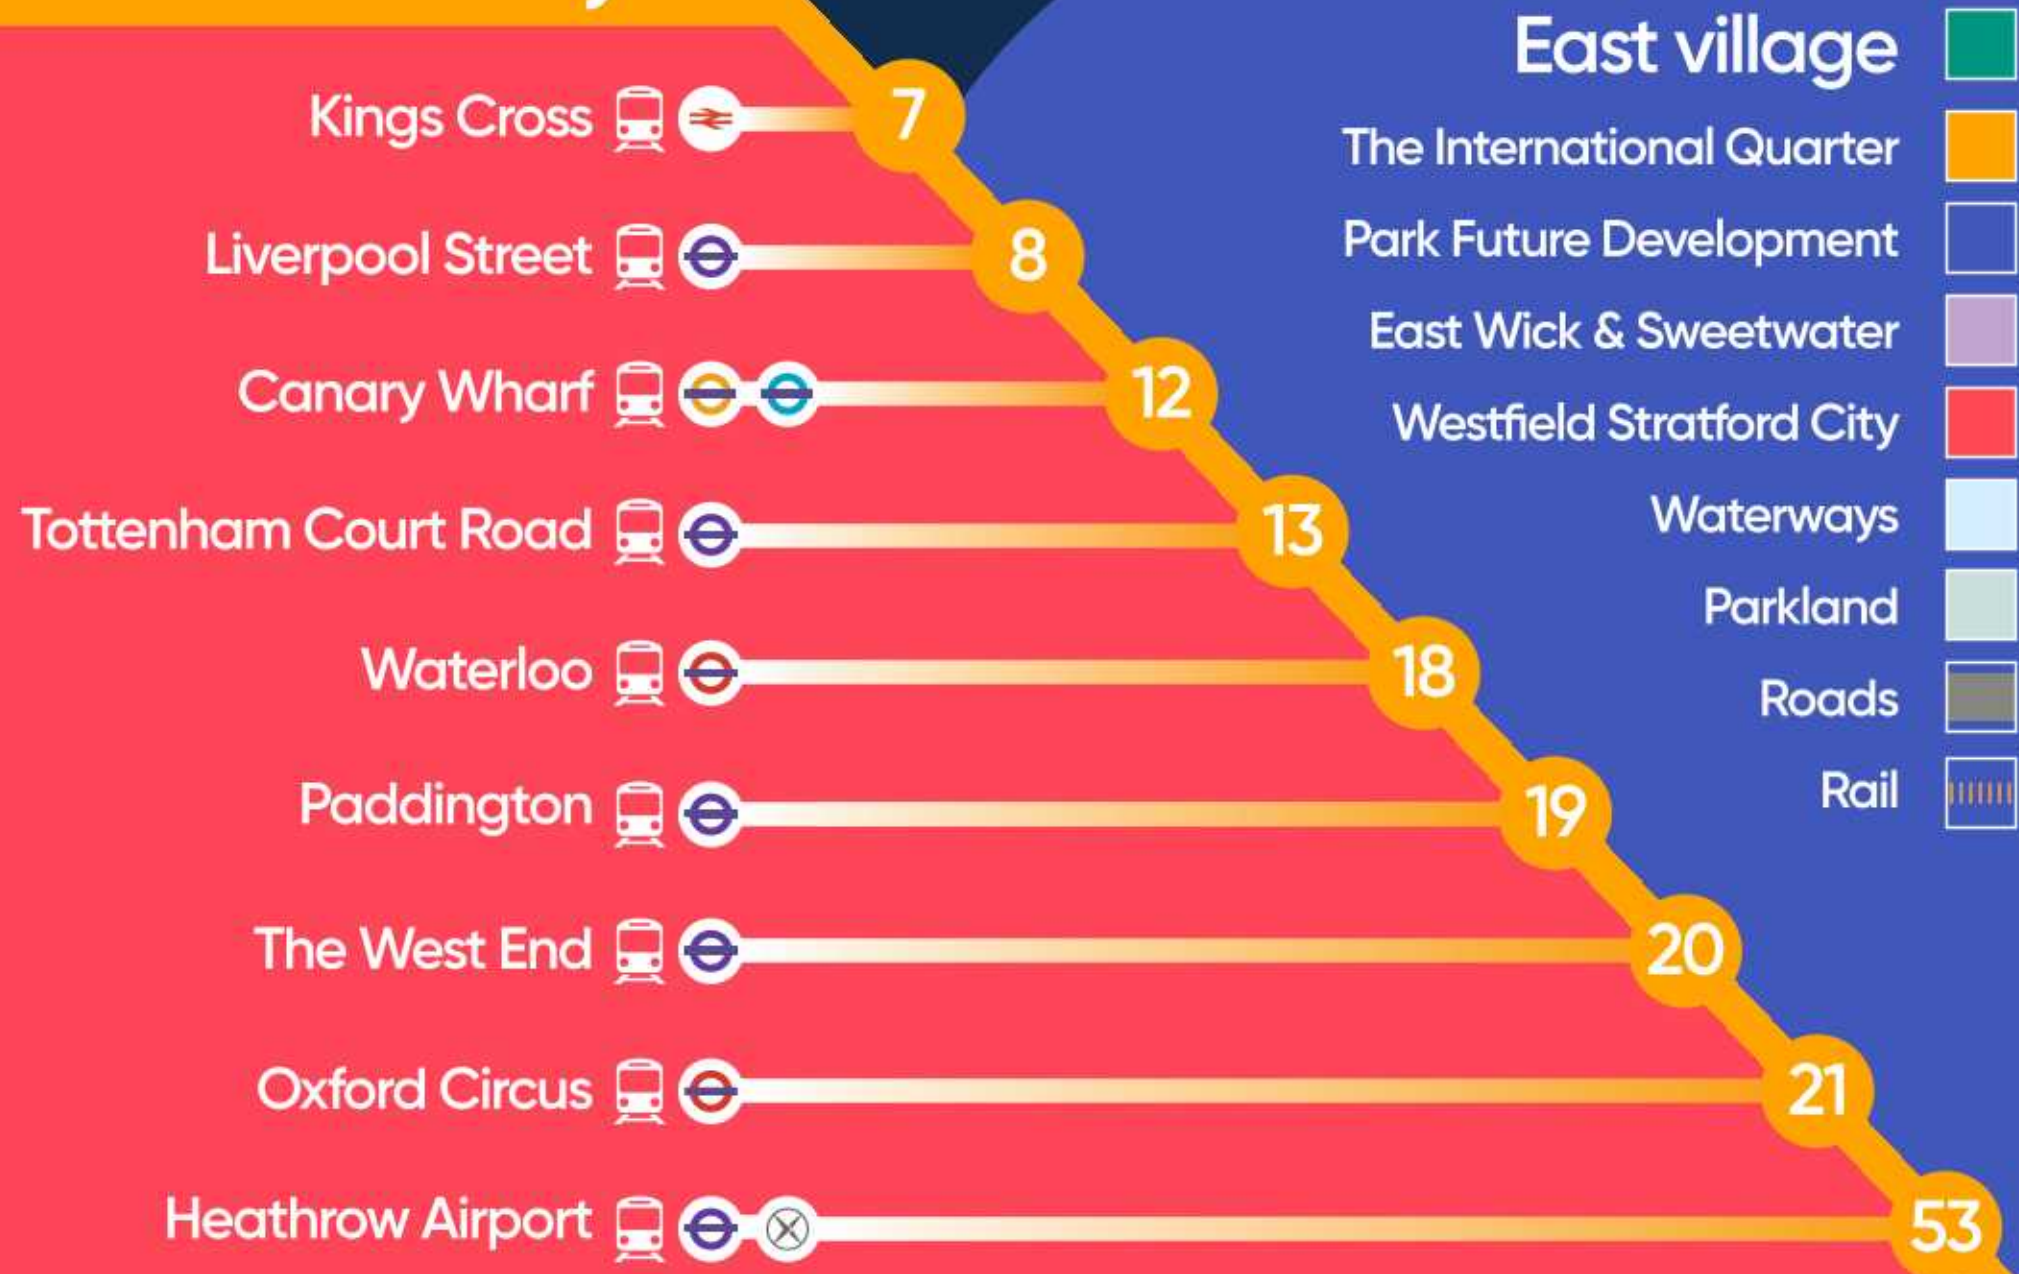 Kings Cross 7
Liverpool Street 8
Canary Wharf 12
Tottenham Court Road 13
Waterloo 18
Paddington 19
The West End 20
Oxford Circus 21
Heathrow Airport 53
East village
The International Quarter
Park Future Development
East Wick & Sweetwater
Westfield Stratford City
Waterways
Parkland
Roads
Rail